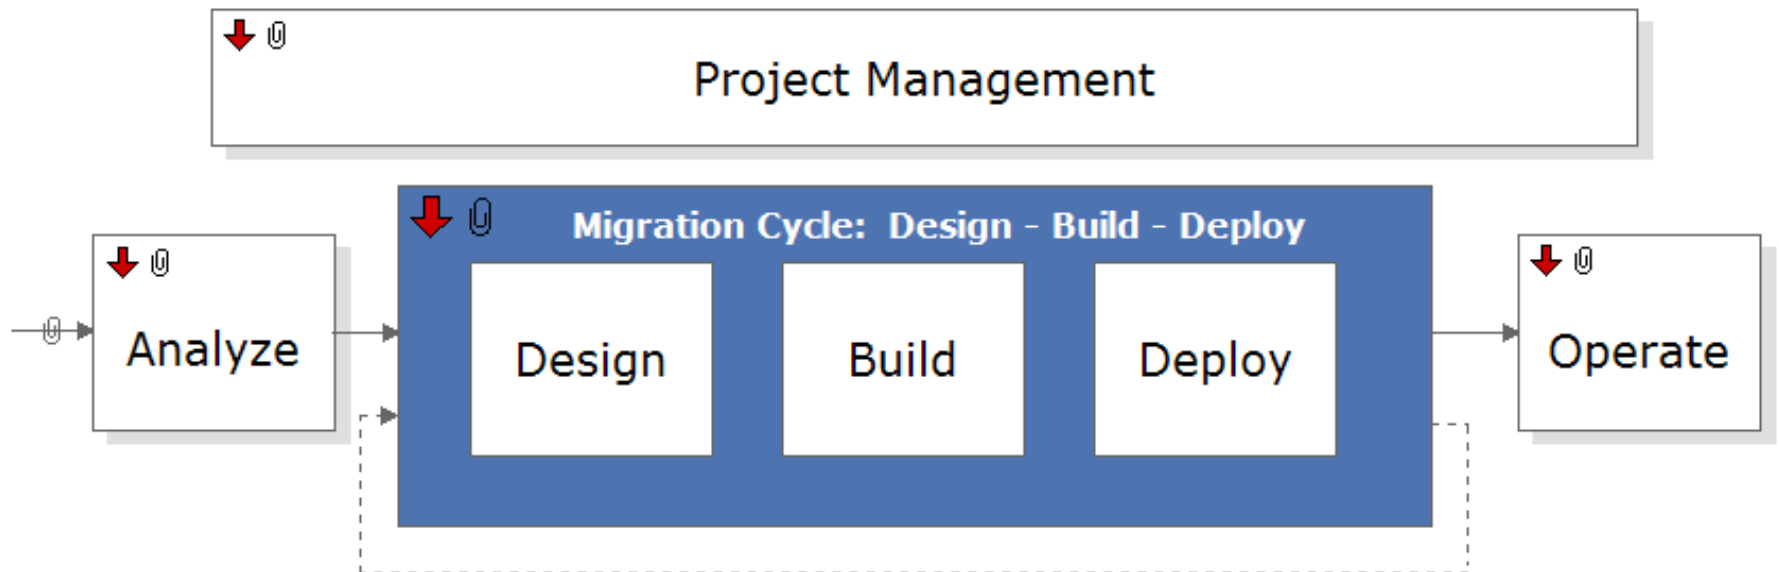 Project Management
Migration Cycle:  Design - Build - Deploy
Analyze
Design
Build
Deploy
Operate